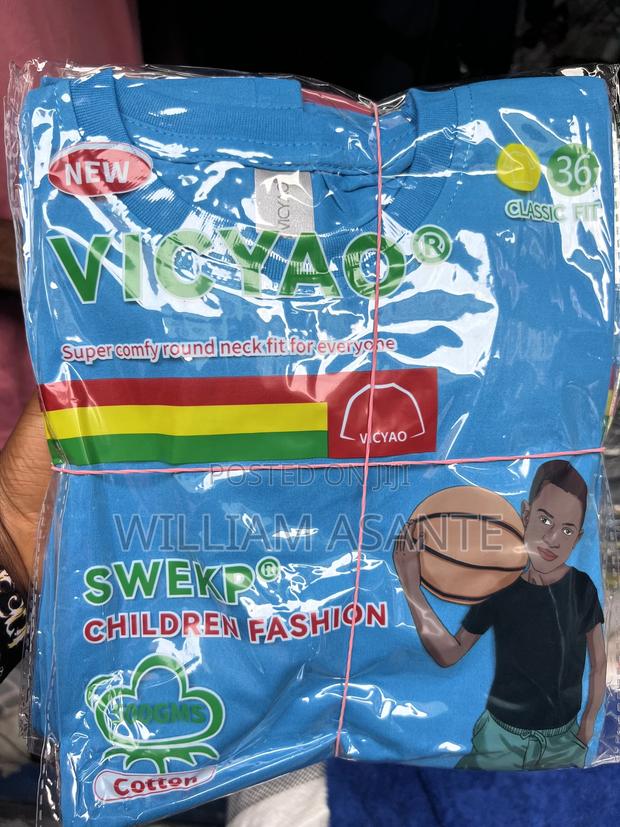 NEW
36
CLASSIC FIT
VICYAO
VICYAO®
Super comfy round neck fit for everyone
VICYAO
POSTED ON JIJI
WILLIAM ASANTE
SWEKP®
CHILDREN FASHION
Cotton